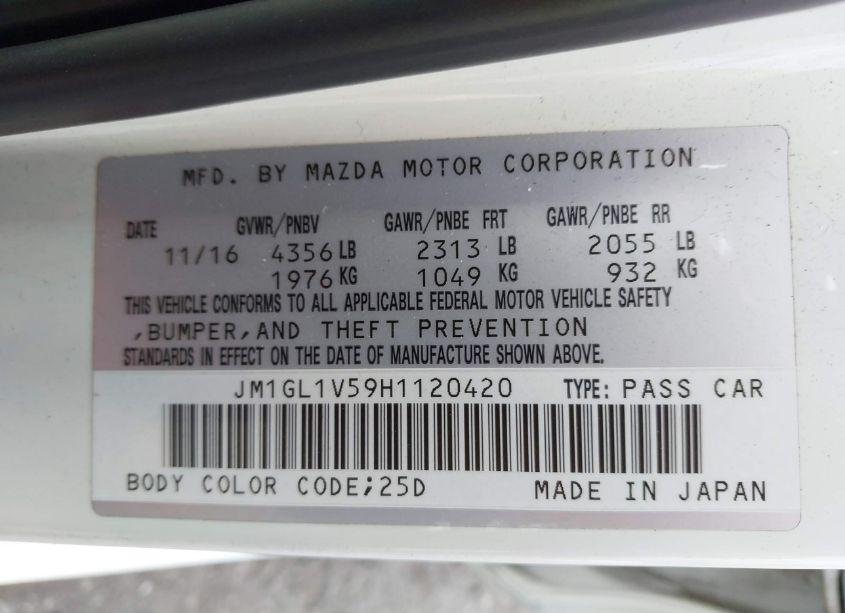 MFD. BY MAZDA MOTOR CORPORATION
DATE GVWR/PNBV GAWR/PNBE FRT GAWR/PNBE RR
11/16 4356 LB 2313 LB 2055 LB
1976 KG 1049 KG 932 KG
THIS VEHICLE CONFORMS TO ALL APPLICABLE FEDERAL MOTOR VEHICLE SAFETY
,BUMPER,AND THEFT PREVENTION
STANDARDS IN EFFECT ON THE DATE OF MANUFACTURE SHOWN ABOVE.
JM1GL1V59H1120420 TYPE: PASS CAR
BODY COLOR CODE;25D MADE IN JAPAN